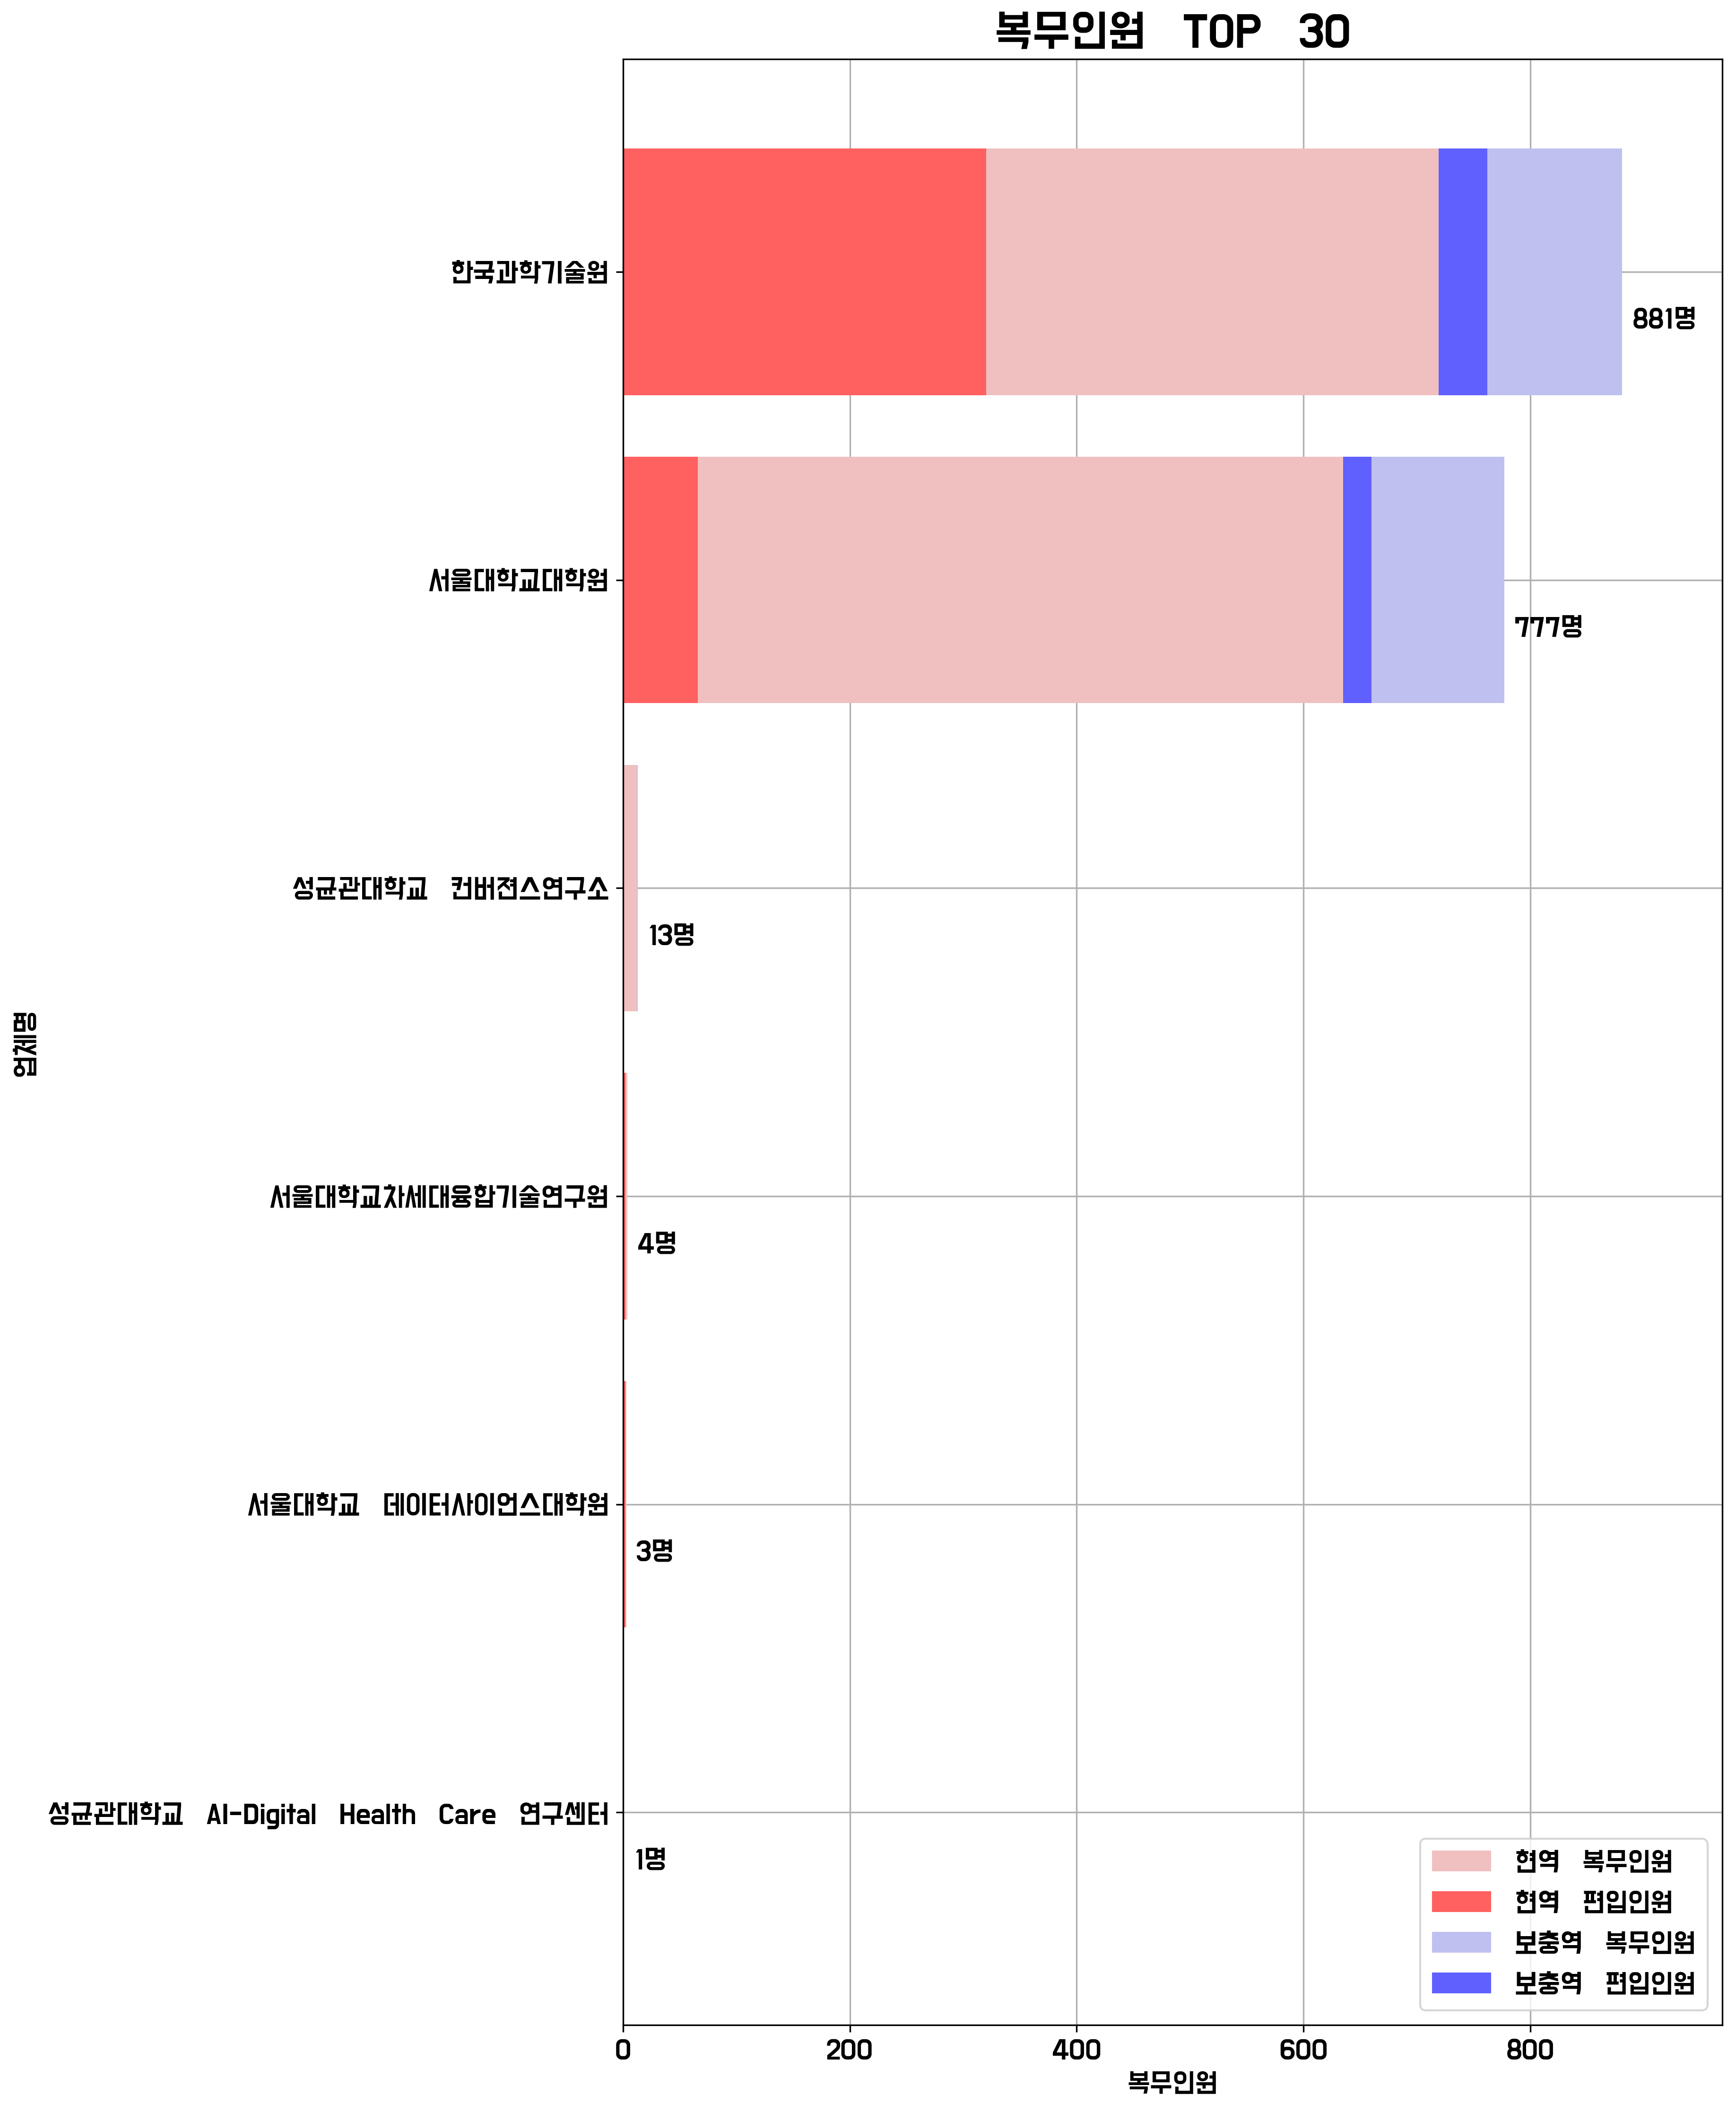 복무인원 TOP 30
한국과학기술원
881명
서울대학교대학원
777명
성균관대학교 컨버젼스연구소
13명
업체명
서울대학교차세대융합기술연구원
4명
서울대학교 데이터사이언스대학원
3명
성균관대학교 AI-Digital Health Care 연구센터
1명
현역 복무인원
현역 편입인원
보충역 복무인원
보충역 편입인원
0 200 400 600 800
복무인원